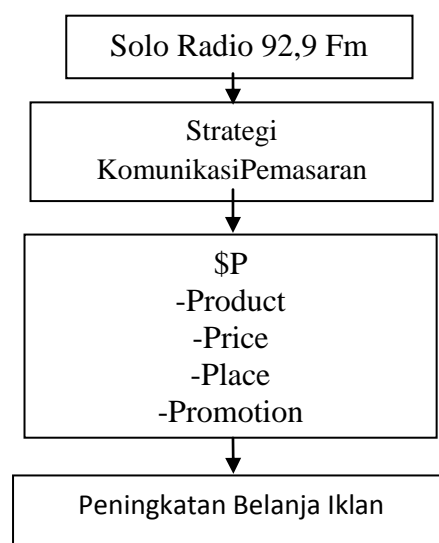 Solo Radio 92,9 Fm
Strategi
KomunikasiPemasaran
$P
-Product
-Price
-Place
-Promotion
Peningkatan Belanja Iklan